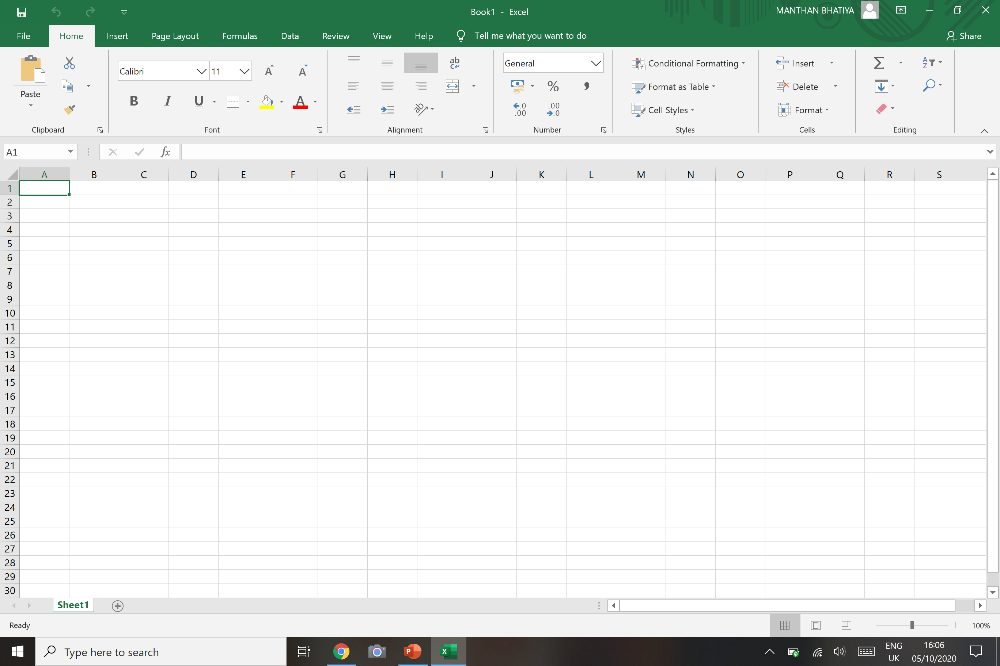 Book1 - Excel
MANTHAN BHATIYA
File Home Insert Page Layout Formulas Data Review View Help Tell me what you want to do Share
Paste
Clipboard
Calibri 11 A A
B I U A
Font
ab
c
ab
Alignment
General
% ,
.0 .00
.00 .0
Number
Conditional Formatting
Format as Table
Cell Styles
Styles
Insert
Delete
Format
Cells
Σ A
Z
Editing
A1 fx
A B C D E F G H I J K L M N O P Q R S
1
2
3
4
5
6
7
8
9
10
11
12
13
14
15
16
17
18
19
20
21
22
23
24
25
26
27
28
29
30
Sheet1
Ready 100%
Type here to search
P X
ENG
UK
16:06
05/10/2020